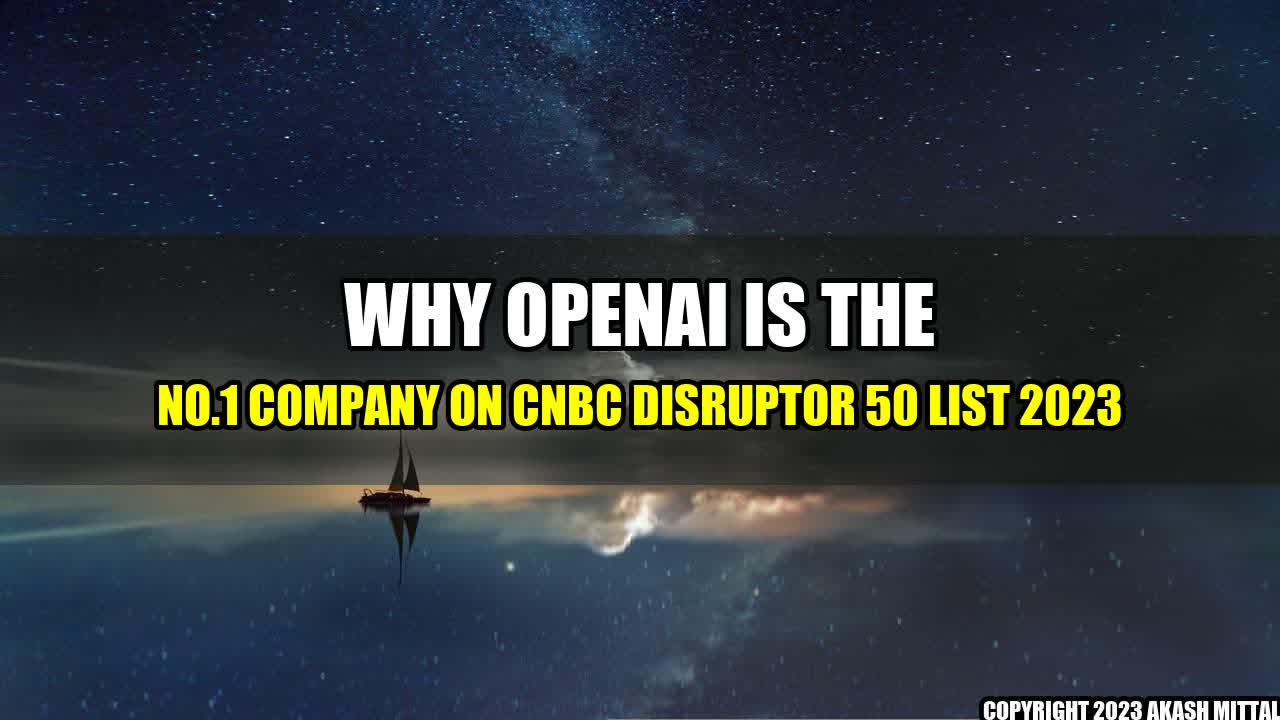 WHY OPENAI IS THE
NO.1 COMPANY ON CNBC DISRUPTOR 50 LIST 2023
COPYRIGHT 2023 AKASH MITTAL